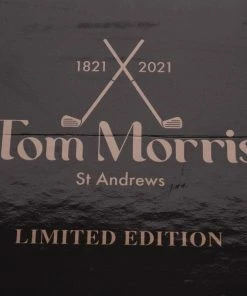 1821 2021
Tom Morris
St Andrews
LIMITED EDITION